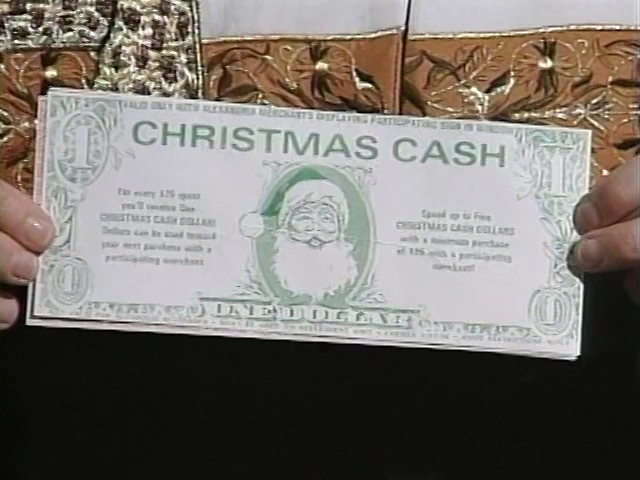 VALID ONLY WITH ALEXANDRIA MERCHANTS DISPLAYING PARTICIPATING SIGN IN WINDOW
CHRISTMAS CASH
1
1
For every $25 spent
you'll receive One
CHRISTMAS CASH DOLLAR!
Dollars can be used toward
your next purchase with a
participating merchant
Spend up to Five
CHRISTMAS CASH DOLLARS
with a minimum purchase
of $25 with a participating
merchant!
ONE DOLLAR